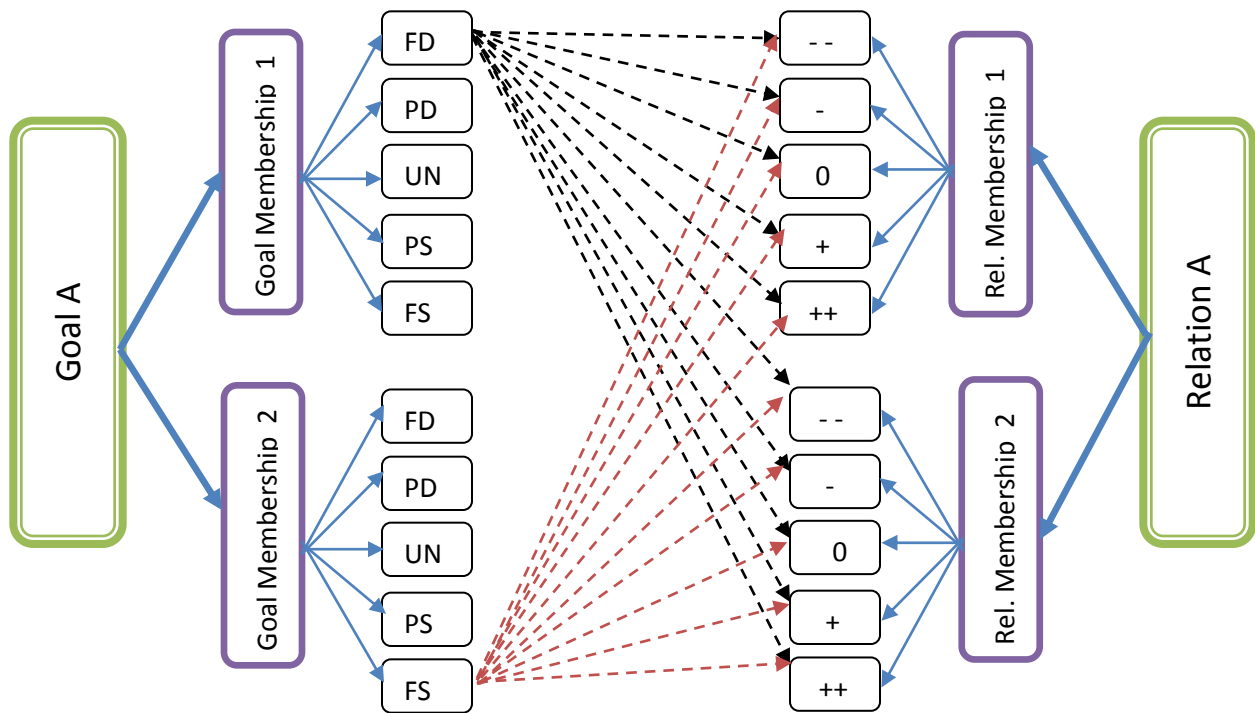 Goal A
Goal Membership 1
FD
PD
UN
PS
FS
Goal Membership 2
FD
PD
UN
PS
FS
- -
-
0
+
++
Rel. Membership 1
- -
-
0
+
++
Rel. Membership 2
Relation A